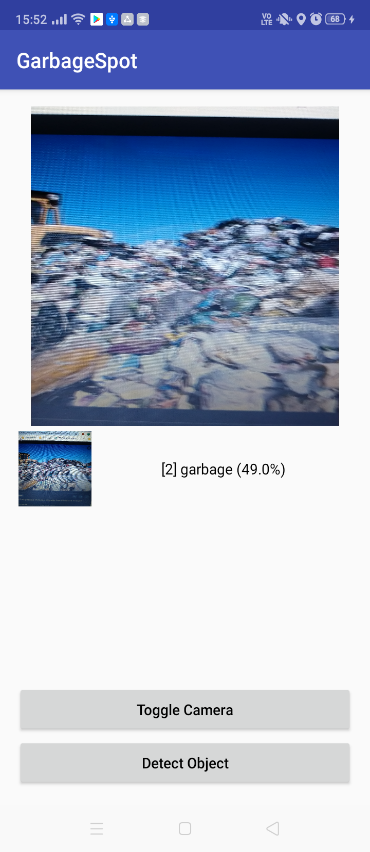 15:52 VO LTE 68
GarbageSpot
[2] garbage (49.0%)
Toggle Camera
Detect Object